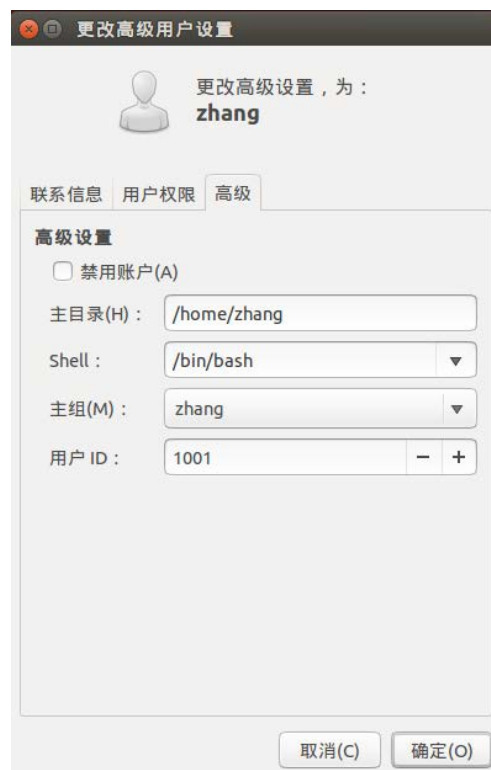 更改高级用户设置
更改高级设置，为：
zhang
联系信息 用户权限 高级
高级设置
禁用账户(A)
主目录(H)： /home/zhang
Shell： /bin/bash
主组(M)： zhang
用户 ID： 1001 − +
取消(C) 确定(O)